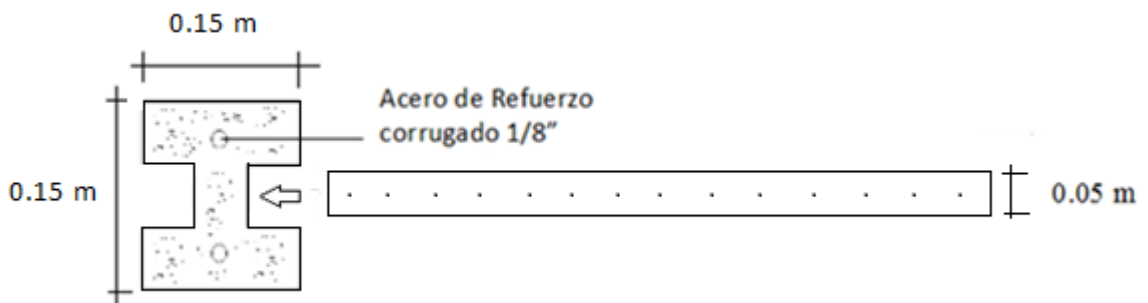 0.15 m
Acero de Refuerzo
corrugado 1/8”
0.15 m
0.05 m